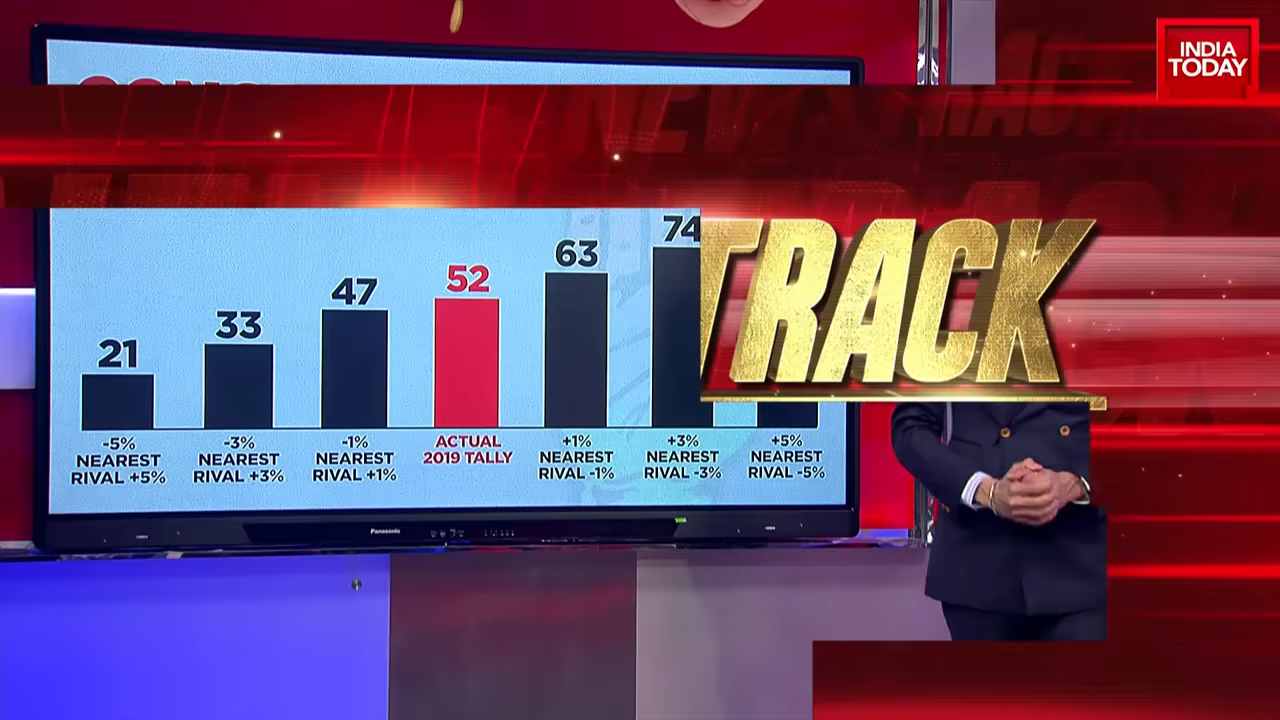 INDIA
TODAY
TRACK
21
33
47
52
63
74
-5%
NEAREST
RIVAL +5%
-3%
NEAREST
RIVAL +3%
-1%
NEAREST
RIVAL +1%
ACTUAL
2019 TALLY
+1%
NEAREST
RIVAL -1%
+3%
NEAREST
RIVAL -3%
+5%
NEAREST
RIVAL -5%
Panasonic